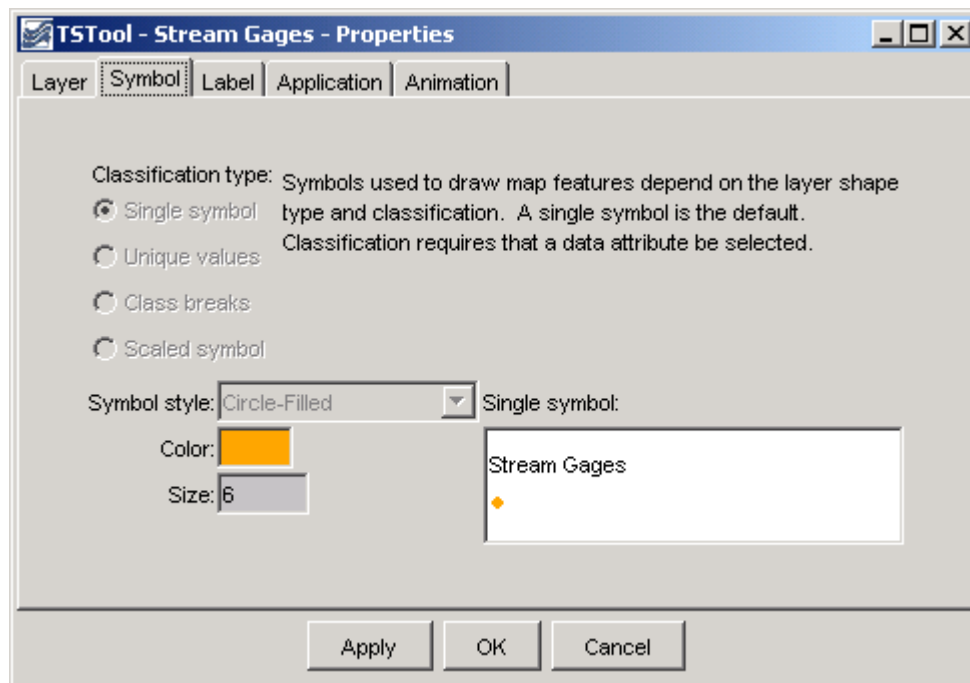 TSTool - Stream Gages - Properties
Layer Symbol Label Application Animation
Classification type:
Symbols used to draw map features depend on the layer shape
type and classification. A single symbol is the default.
Classification requires that a data attribute be selected.
Single symbol
Unique values
Class breaks
Scaled symbol
Symbol style: Circle-Filled
Single symbol:
Color:
Stream Gages
Size: 6
Apply OK Cancel